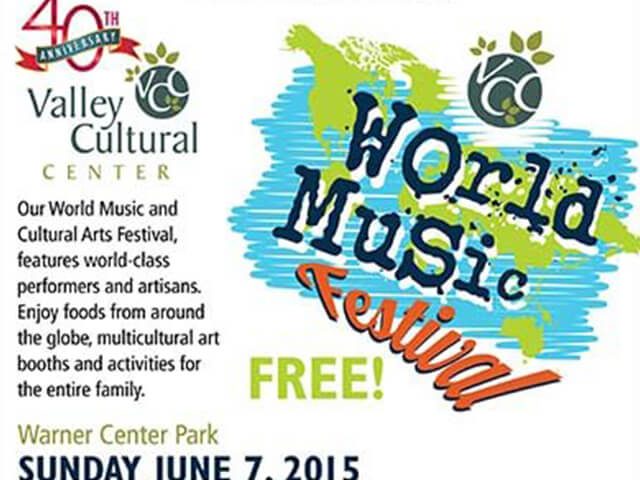 40TH
ANNIVERSARY
VCC
Valley
Cultural
CENTER
Our World Music and
Cultural Arts Festival,
features world-class
performers and artisans.
Enjoy foods from around
the globe, multicultural art
booths and activities for
the entire family.
VCC
World
Music
Festival
FREE!
Warner Center Park
SUNDAY JUNE 7, 2015